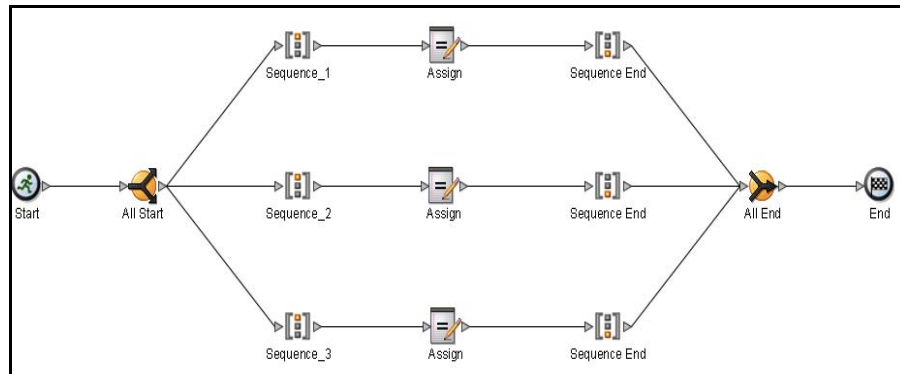 Sequence_1 Assign Sequence End
Start All Start Sequence_2 Assign Sequence End All End End
Sequence_3 Assign Sequence End